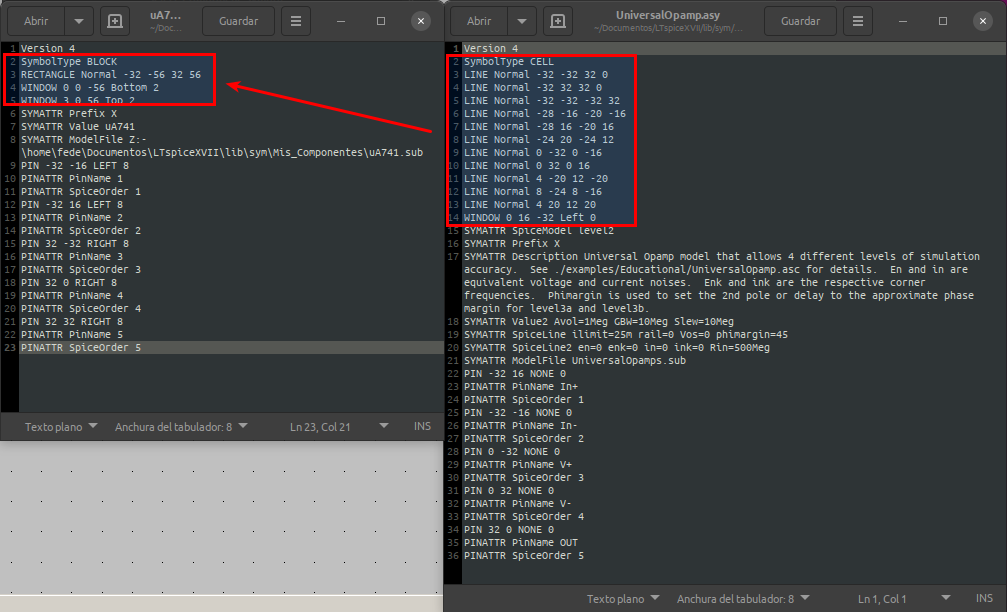 Abrir
uA7...
~/Doc...
Guardar
1 Version 4
2 SymbolType BLOCK
3 RECTANGLE Normal -32 -56 32 56
4 WINDOW 0 0 -56 Bottom 2
5 WINDOW 3 0 56 Top 2
6 SYMATTR Prefix X
7 SYMATTR Value uA741
8 SYMATTR ModelFile Z:-
\home\fede\Documentos\LTspiceXVII\lib\sym\Mis_Componentes\uA741.sub
9 PIN -32 -16 LEFT 8
10 PINATTR PinName 1
11 PINATTR SpiceOrder 1
12 PIN -32 16 LEFT 8
13 PINATTR PinName 2
14 PINATTR SpiceOrder 2
15 PIN 32 -32 RIGHT 8
16 PINATTR PinName 3
17 PINATTR SpiceOrder 3
18 PIN 32 0 RIGHT 8
19 PINATTR PinName 4
20 PINATTR SpiceOrder 4
21 PIN 32 32 RIGHT 8
22 PINATTR PinName 5
23 PINATTR SpiceOrder 5
Texto plano
Anchura del tabulador: 8
Ln 23, Col 21
INS
Abrir
UniversalOpamp.asy
~/Documentos/LTspiceXVII/lib/sym/...
Guardar
1 Version 4
2 SymbolType CELL
3 LINE Normal -32 -32 32 0
4 LINE Normal -32 32 32 0
5 LINE Normal -32 -32 -32 32
6 LINE Normal -28 -16 -20 -16
7 LINE Normal -28 16 -20 16
8 LINE Normal -24 20 -24 12
9 LINE Normal 0 -32 0 -16
10 LINE Normal 0 32 0 16
11 LINE Normal 4 -20 12 -20
12 LINE Normal 8 -24 8 -16
13 LINE Normal 4 20 12 20
14 WINDOW 0 16 -32 Left 0
15 SYMATTR SpiceModel level2
16 SYMATTR Prefix X
17 SYMATTR Description Universal Opamp model that allows 4 different levels of simulation
accuracy.  See ./examples/Educational/UniversalOpamp.asc for details.  En and in are
equivalent voltage and current noises.  Enk and ink are the respective corner
frequencies.  Phimargin is used to set the 2nd pole or delay to the approximate phase
margin for level3a and level3b.
18 SYMATTR Value2 Avol=1Meg GBW=10Meg Slew=10Meg
19 SYMATTR SpiceLine ilimit=25m rail=0 Vos=0 phimargin=45
20 SYMATTR SpiceLine2 en=0 enk=0 in=0 ink=0 Rin=500Meg
21 SYMATTR ModelFile UniversalOpamps.sub
22 PIN -32 16 NONE 0
23 PINATTR PinName In+
24 PINATTR SpiceOrder 1
25 PIN -32 -16 NONE 0
26 PINATTR PinName In-
27 PINATTR SpiceOrder 2
28 PIN 0 -32 NONE 0
29 PINATTR PinName V+
30 PINATTR SpiceOrder 3
31 PIN 0 32 NONE 0
32 PINATTR PinName V-
33 PINATTR SpiceOrder 4
34 PIN 32 0 NONE 0
35 PINATTR PinName OUT
36 PINATTR SpiceOrder 5
Texto plano
Anchura del tabulador: 8
Ln 1, Col 1
INS